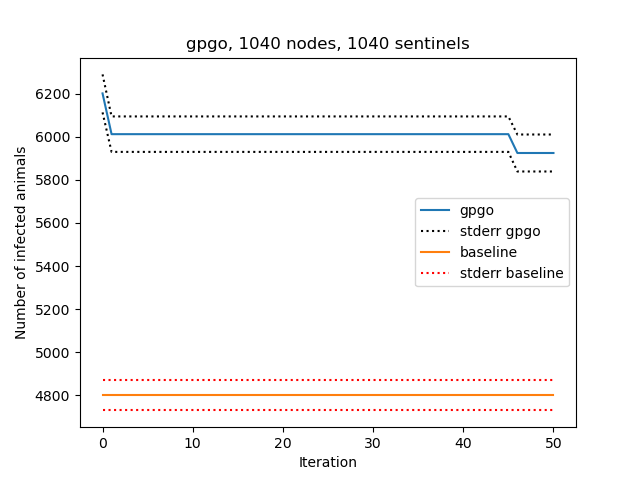 gpgo, 1040 nodes, 1040 sentinels
Number of infected animals
6200
6000
5800
5600
5400
5200
5000
4800
gpgo
stderr gpgo
baseline
stderr baseline
0 10 20 30 40 50
Iteration